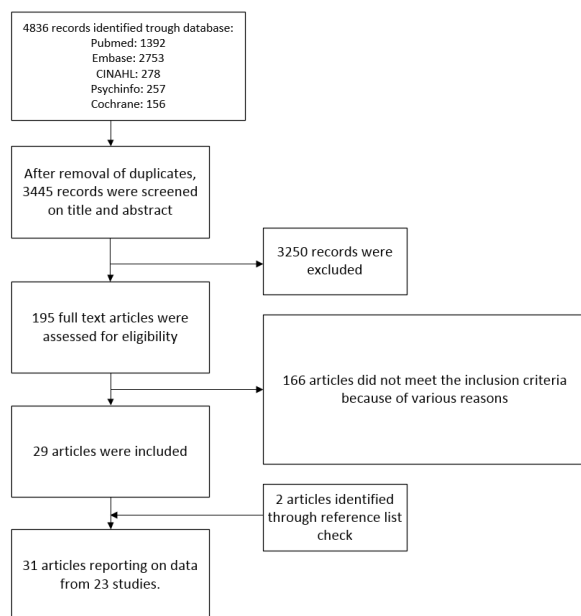 4836 records identified trough database:
Pubmed: 1392
Embase: 2753
CINAHL: 278
Psychinfo: 257
Cochrane: 156
After removal of duplicates,
3445 records were screened
on title and abstract
3250 records were
excluded
195 full text articles were
assessed for eligibility
166 articles did not meet the inclusion criteria
because of various reasons
29 articles were included
2 articles identified
through reference list
check
31 articles reporting on data
from 23 studies.